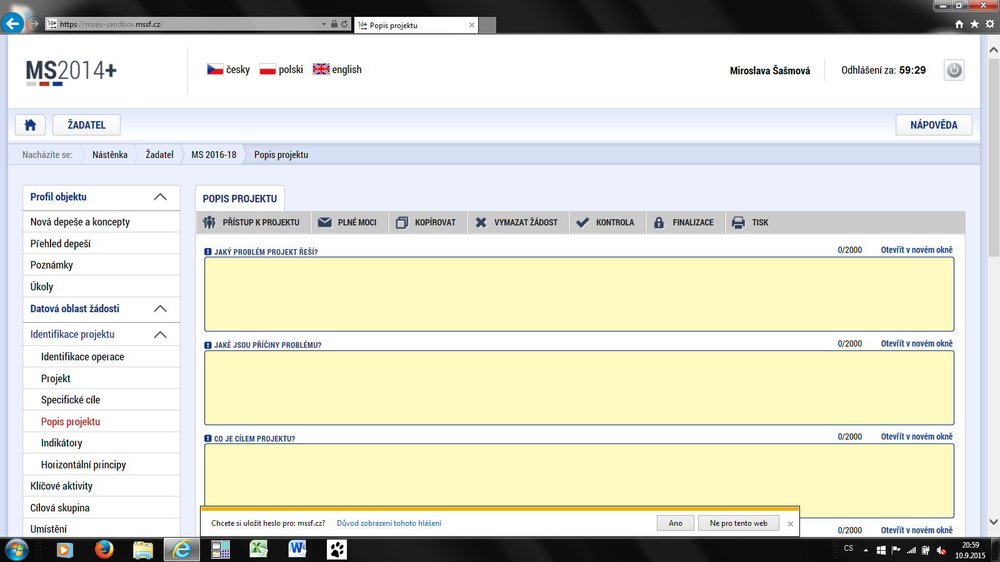 https://mseu-sandbox.mssf.cz/
14+ Popis projektu
MS2014+
česky polski english
Miroslava Šašmová
Odhlášení za: 59:29
ŽADATEL
NÁPOVĚDA
Nacházíte se: Nástěnka Žadatel MS 2016-18 Popis projektu
Profil objektu
Nová depeše a koncepty
Přehled depeší
Poznámky
Úkoly
Datová oblast žádosti
Identifikace projektu
Identifikace operace
Projekt
Specifické cíle
Popis projektu
Indikátory
Horizontální principy
Klíčové aktivity
Cílová skupina
Umístění
POPIS PROJEKTU
PŘÍSTUP K PROJEKTU PLNÉ MOCI KOPÍROVAT VYMAZAT ŽÁDOST KONTROLA FINALIZACE TISK
JAKÝ PROBLÉM PROJEKT ŘEŠÍ? 0/2000 Otevřít v novém okně
JAKÉ JSOU PŘÍČINY PROBLÉMU? 0/2000 Otevřít v novém okně
CO JE CÍLEM PROJEKTU? 0/2000 Otevřít v novém okně
0/2000 Otevřít v novém okně
Chcete si uložit heslo pro: mssf.cz? Důvod zobrazení tohoto hlášení Ano Ne pro tento web
CS
20:59
10.9.2015